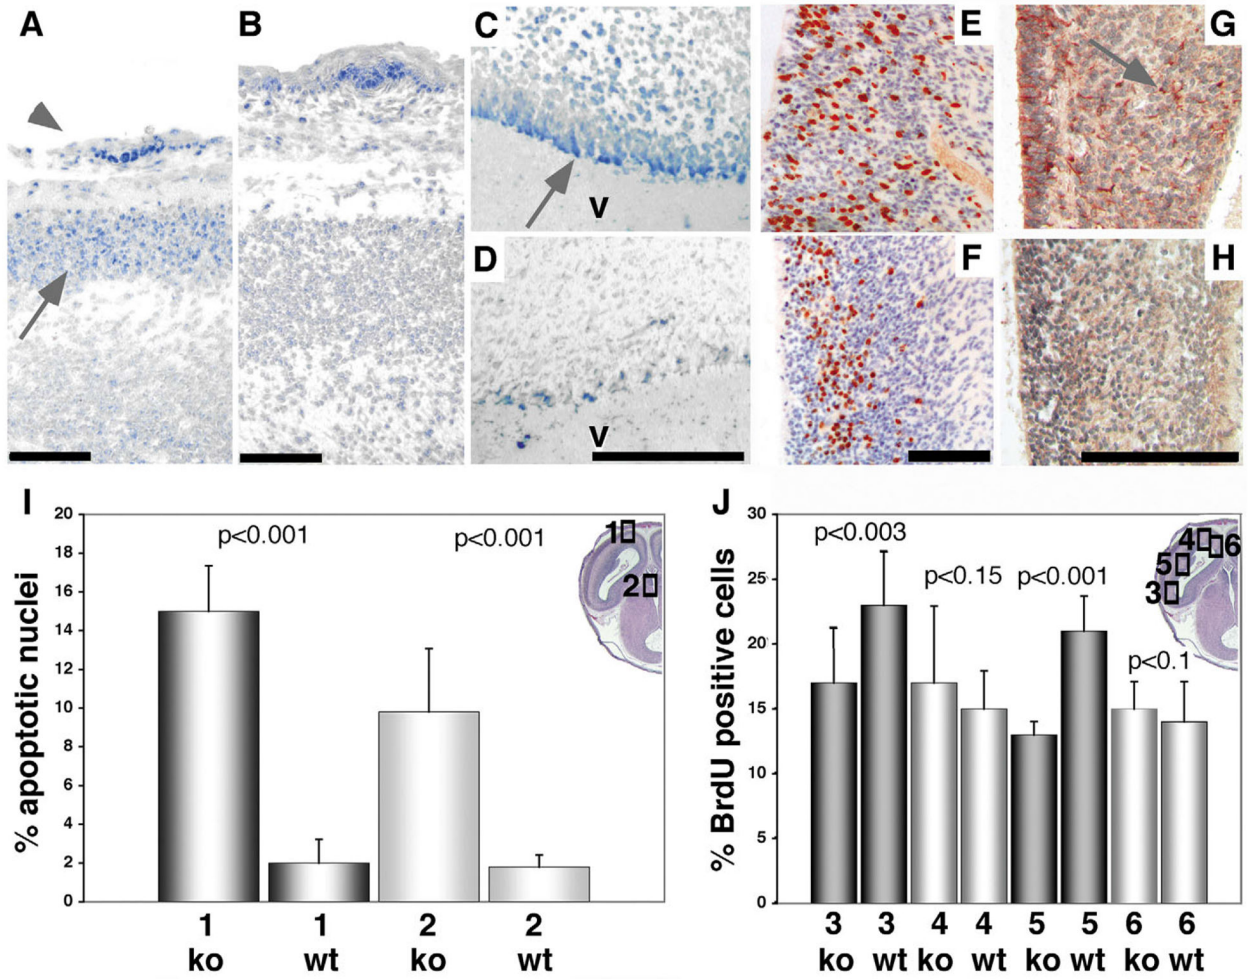 A
B
C
V
D
V
E
F
G
H
I
% apoptotic nuclei
20
18
16
14
12
10
8
6
4
2
0
p<0.001
p<0.001
1
2
1 1 2 2
ko wt ko wt
J
% BrdU positive cells
30
25
20
15
10
5
0
p<0.003
p<0.15
p<0.001
p<0.1
4
6
5
3
3 3 4 4 5 5 6 6
ko wt ko wt ko wt ko wt